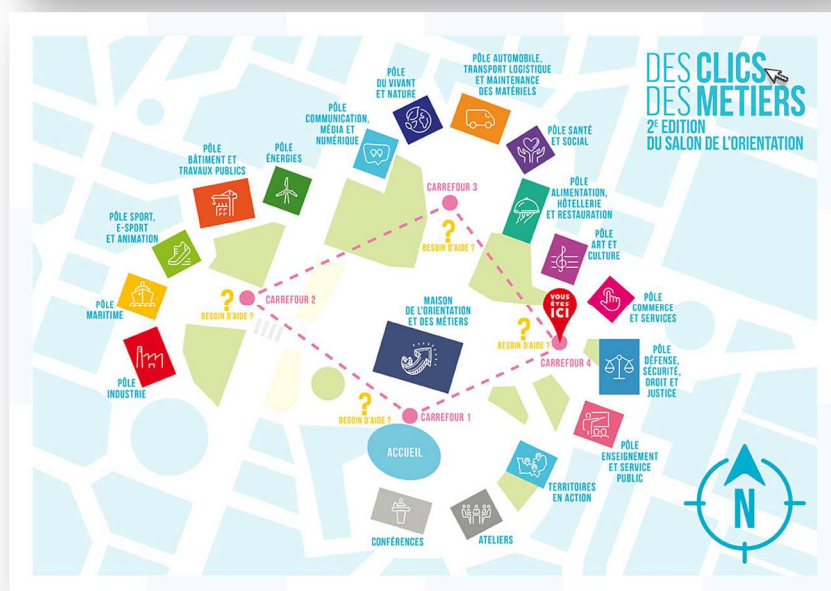 DES CLICS
DES METIERS
2E EDITION
DU SALON DE L'ORIENTATION
PÔLE AUTOMOBILE,
TRANSPORT LOGISTIQUE
ET MAINTENANCE
DES MATÉRIELS
PÔLE
DU VIVANT
ET NATURE
PÔLE
COMMUNICATION,
MÉDIA ET
NUMÉRIQUE
PÔLE SANTÉ
ET SOCIAL
PÔLE
ÉNERGIES
PÔLE
BÂTIMENT ET
TRAVAUX PUBLICS
PÔLE
ALIMENTATION,
HÔTELLERIE
ET RESTAURATION
CARREFOUR 3
?
BESOIN D'AIDE ?
PÔLE SPORT,
E-SPORT
ET ANIMATION
PÔLE
ART ET
CULTURE
PÔLE
MARITIME
?
BESOIN D'AIDE ?
CARREFOUR 2
MAISON
DE L'ORIENTATION
ET DES MÉTIERS
VOUS
ÊTES
ICI
PÔLE
COMMERCE
ET SERVICES
?
BESOIN D'AIDE ?
CARREFOUR 4
PÔLE
DÉFENSE,
SÉCURITÉ,
DROIT ET
JUSTICE
PÔLE
INDUSTRIE
?
BESOIN D'AIDE ?
CARREFOUR 1
ACCUEIL
PÔLE
ENSEIGNEMENT
ET SERVICE
PUBLIC
TERRITOIRES
EN ACTION
CONFÉRENCES
ATELIERS
N